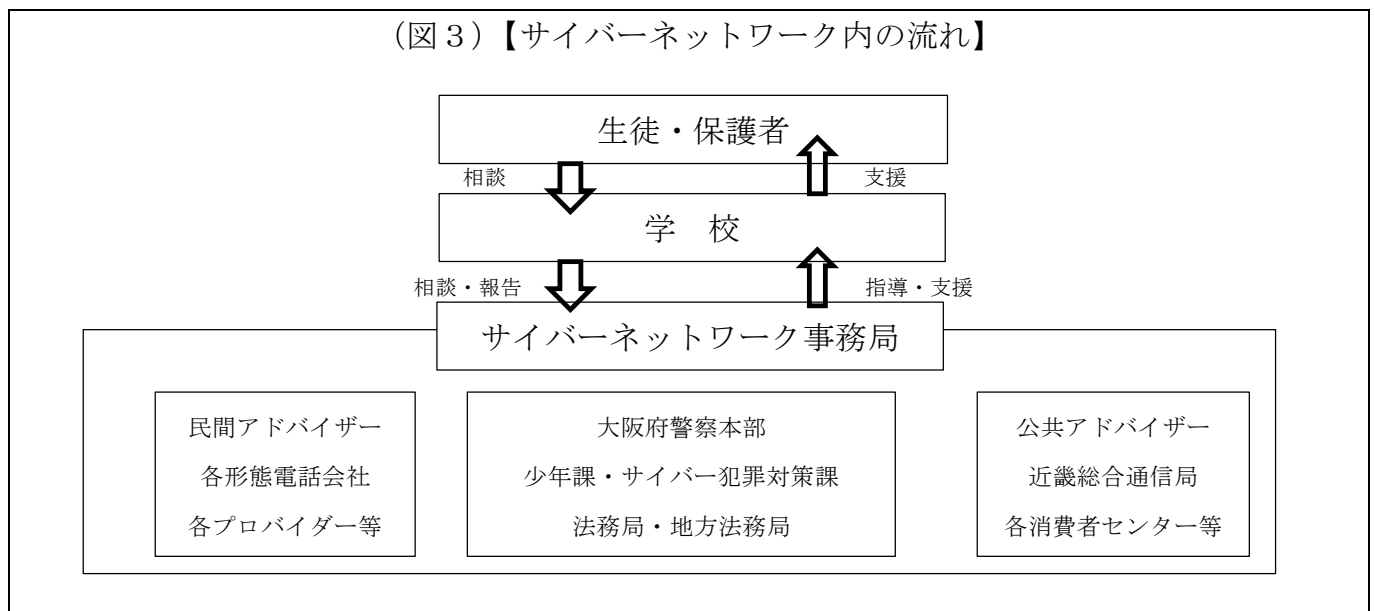 (図3)【サイバーネットワーク内の流れ】
生徒・保護者
相談
支援
学 校
相談・報告
指導・支援
サイバーネットワーク事務局
民間アドバイザー
各形態電話会社
各プロバイダー等
大阪府警察本部
少年課・サイバー犯罪対策課
法務局・地方法務局
公共アドバイザー
近畿総合通信局
各消費者センター等